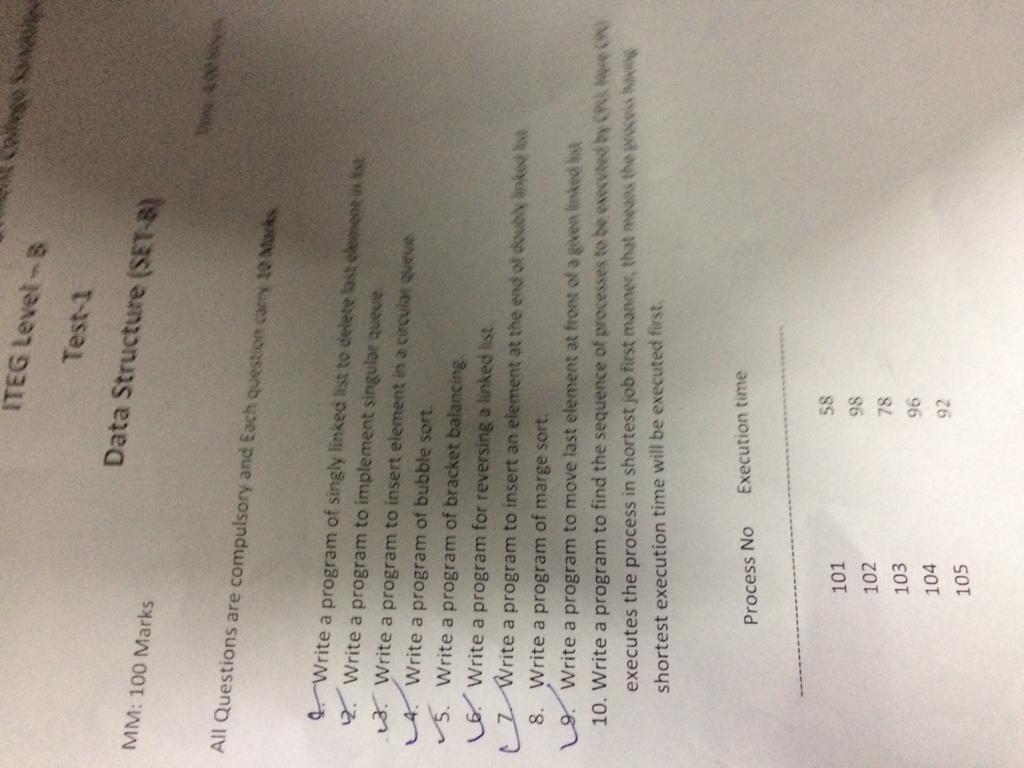 College
ITEG Level – B
Test-1
Data Structure (SET-B)
MM: 100 Marks
Time: 4:00 Hours
All Questions are compulsory and Each question carry 10 Marks
1. Write a program of singly linked list to delete last element in list
2. Write a program to implement singular queue.
3. Write a program to insert element in a circular queue.
4. Write a program of bubble sort.
5. Write a program of bracket balancing.
6. Write a program for reversing a linked list.
7. Write a program to insert an element at the end of doubly linked list
8. Write a program of marge sort.
9. Write a program to move last element at front of a given linked list
10. Write a program to find the sequence of processes to be executed by CPU. Here CPU
executes the process in shortest job first manner, that means the process having
shortest execution time will be executed first.
Process No Execution time
--------------------------------------------------------------
101 58
102 98
103 78
104 96
105 92